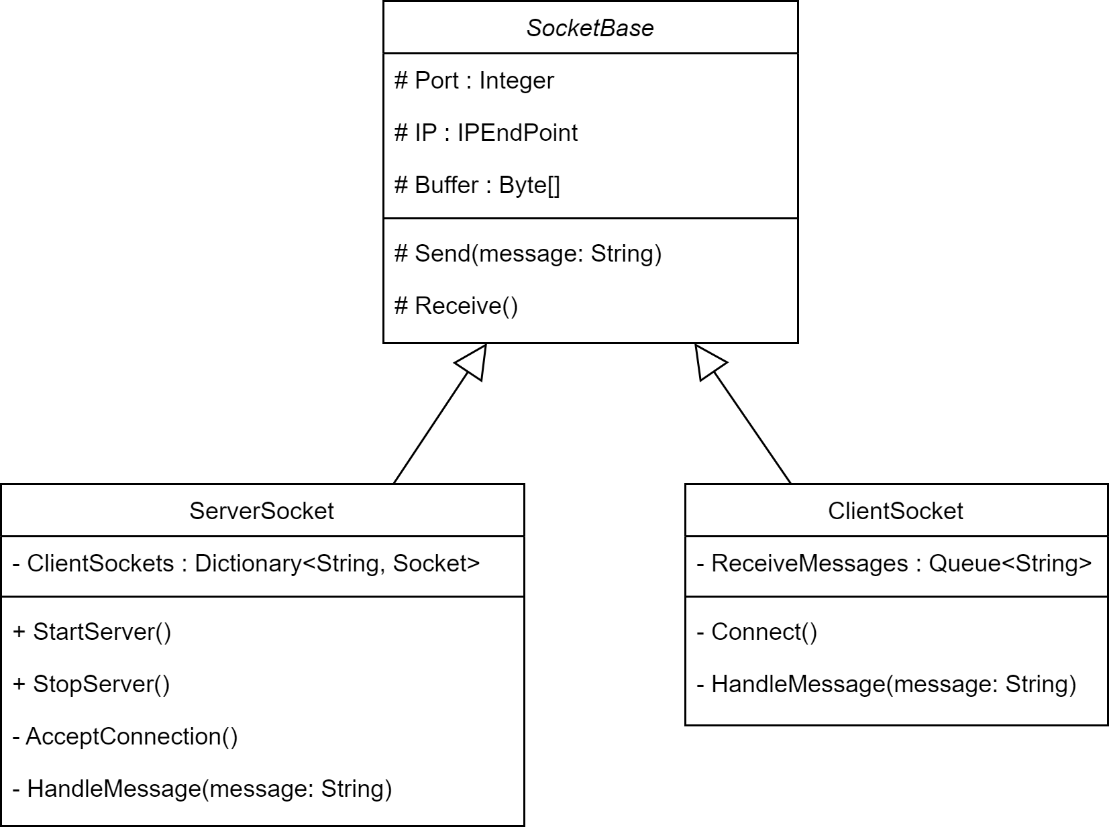 SocketBase
# Port : Integer
# IP : IPEndPoint
# Buffer : Byte[]
# Send(message: String)
# Receive()
ServerSocket
- ClientSockets : Dictionary<String, Socket>
+ StartServer()
+ StopServer()
- AcceptConnection()
- HandleMessage(message: String)
ClientSocket
- ReceiveMessages : Queue<String>
- Connect()
- HandleMessage(message: String)